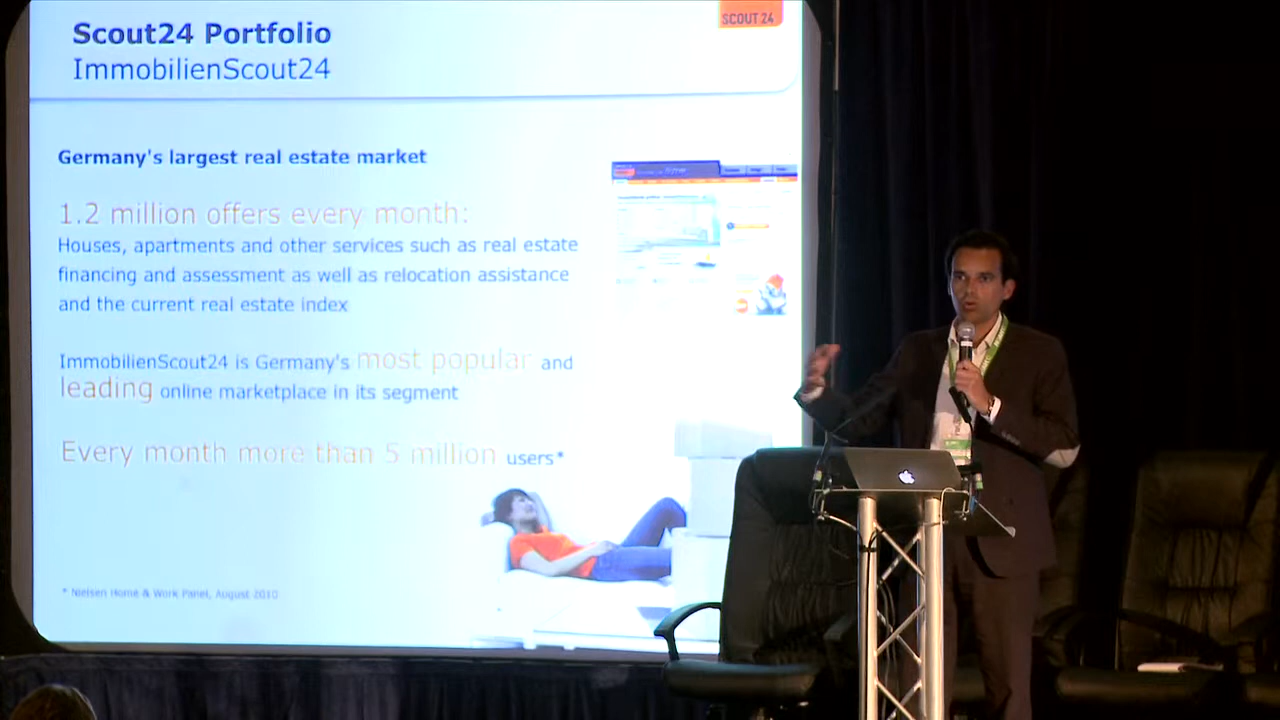 Scout24 Portfolio
ImmobilienScout24
SCOUT 24
Germany's largest real estate market
1.2 million offers every month:
Houses, apartments and other services such as real estate
financing and assessment as well as relocation assistance
and the current real estate index
ImmobilienScout24 is Germany's most popular and
leading online marketplace in its segment
Every month more than 5 million users*
* Nielsen Home & Work Panel, August 2010